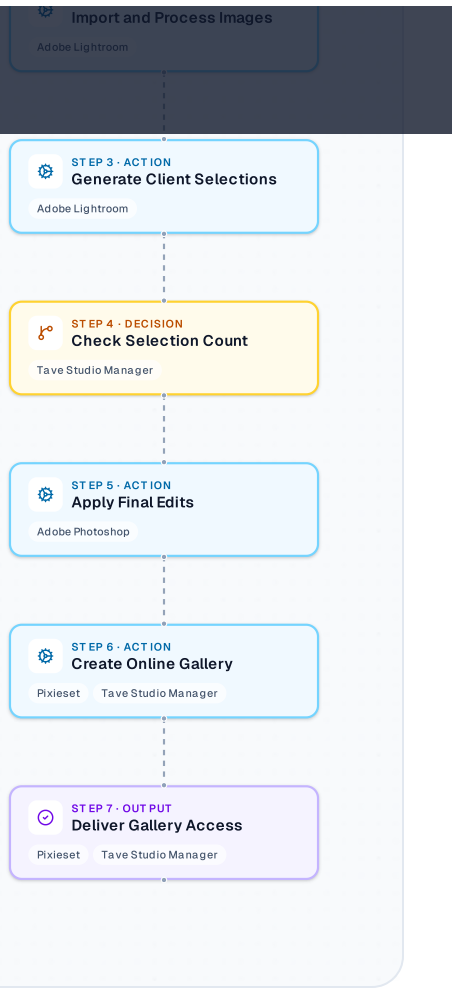 Import and Process Images
Adobe Lightroom
STEP 3 · ACTION
Generate Client Selections
Adobe Lightroom
STEP 4 · DECISION
Check Selection Count
Tave Studio Manager
STEP 5 · ACTION
Apply Final Edits
Adobe Photoshop
STEP 6 · ACTION
Create Online Gallery
Pixieset Tave Studio Manager
STEP 7 · OUTPUT
Deliver Gallery Access
Pixieset Tave Studio Manager